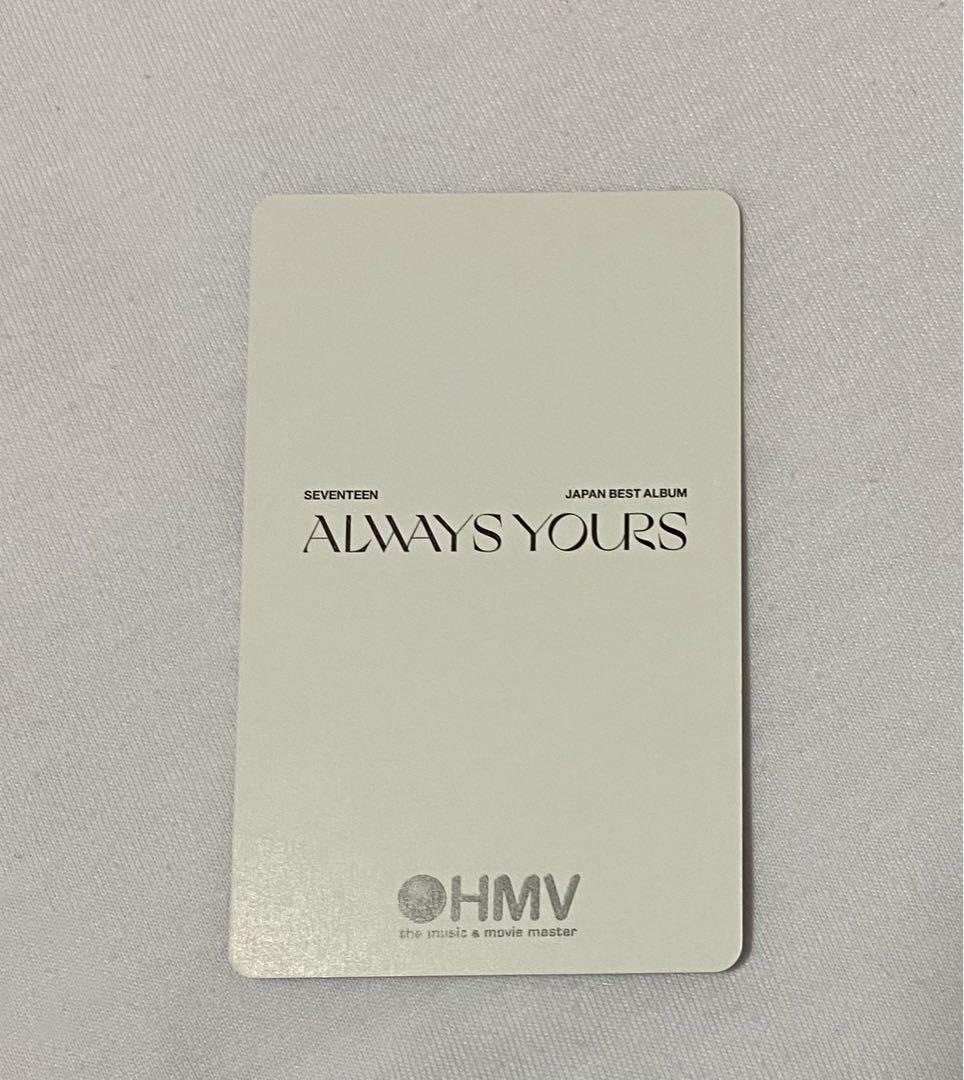 SEVENTEEN JAPAN BEST ALBUM
ALWAYS YOURS
HMV
the music & movie master